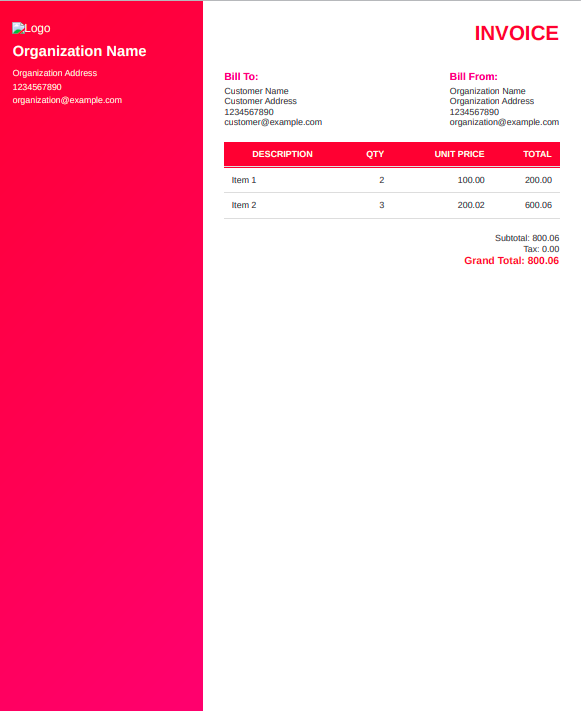 Logo
Organization Name
Organization Address
1234567890
organization@example.com
INVOICE
Bill To:
Customer Name
Customer Address
1234567890
customer@example.com
Bill From:
Organization Name
Organization Address
1234567890
organization@example.com
DESCRIPTION QTY UNIT PRICE TOTAL
Item 1 2 100.00 200.00
Item 2 3 200.02 600.06
Subtotal: 800.06
Tax: 0.00
Grand Total: 800.06